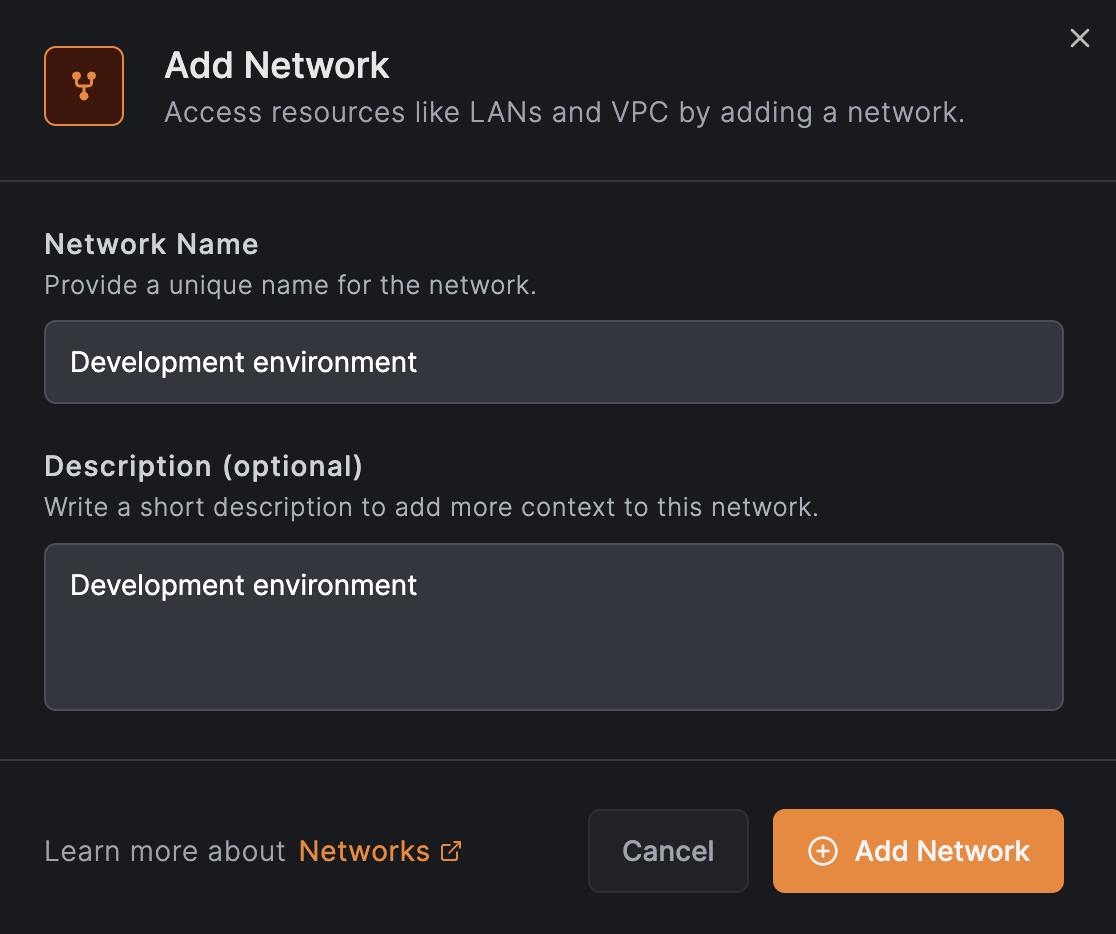 Add Network
Access resources like LANs and VPC by adding a network.
Network Name
Provide a unique name for the network.
Development environment
Description (optional)
Write a short description to add more context to this network.
Development environment
Learn more about Networks
Cancel
Add Network